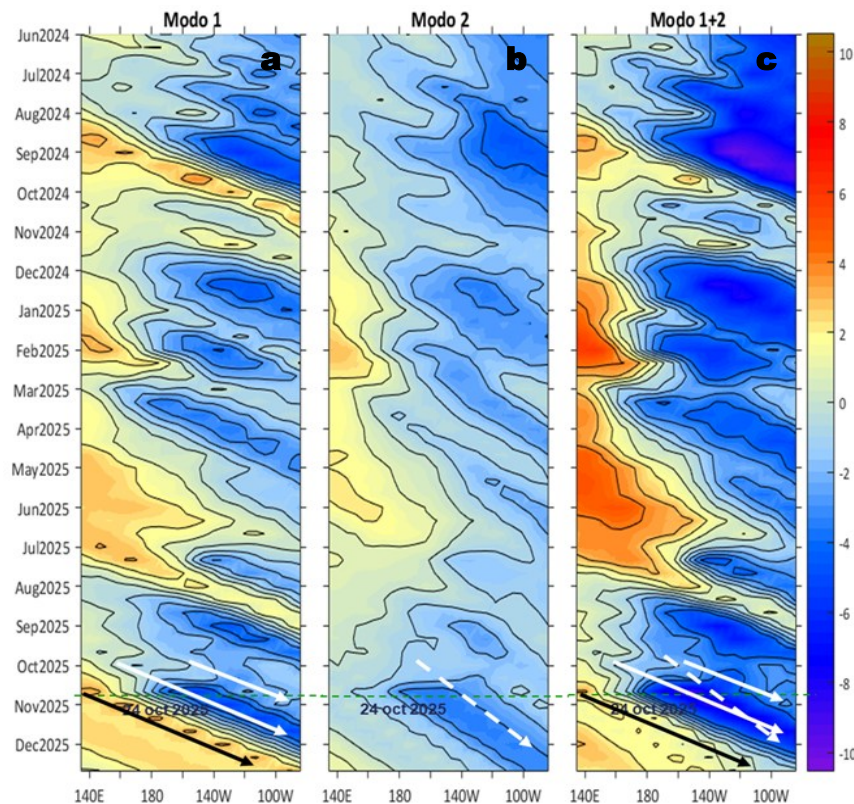 Modo 1
Modo 2
Modo 1+2
a
b
c
Jun2024
Jul2024
Aug2024
Sep2024
Oct2024
Nov2024
Dec2024
Jan2025
Feb2025
Mar2025
Apr2025
May2025
Jun2025
Jul2025
Aug2025
Sep2025
Oct2025
Nov2025
Dec2025
24 oct 2025
24 oct 2025
24 oct 2025
140E 180 140W 100W
140E 180 140W 100W
140E 180 140W 100W
10
8
6
4
2
0
-2
-4
-6
-8
-10